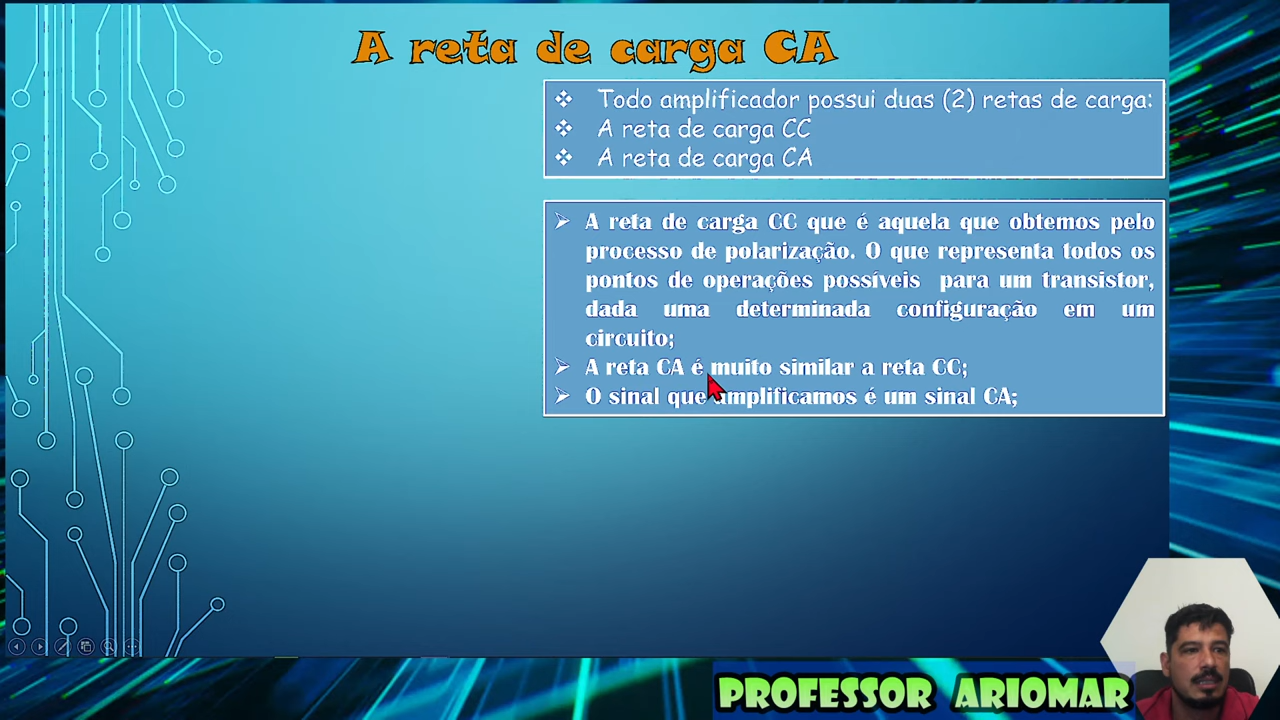 A reta de carga CA
Todo amplificador possui duas (2) retas de carga:
A reta de carga CC
A reta de carga CA
A reta de carga CC que é aquela que obtemos pelo
processo de polarização. O que representa todos os
pontos de operações possíveis para um transistor,
dada uma determinada configuração em um
circuito;
A reta CA é muito similar a reta CC;
O sinal que amplificamos é um sinal CA;
PROFESSOR ARIOMAR